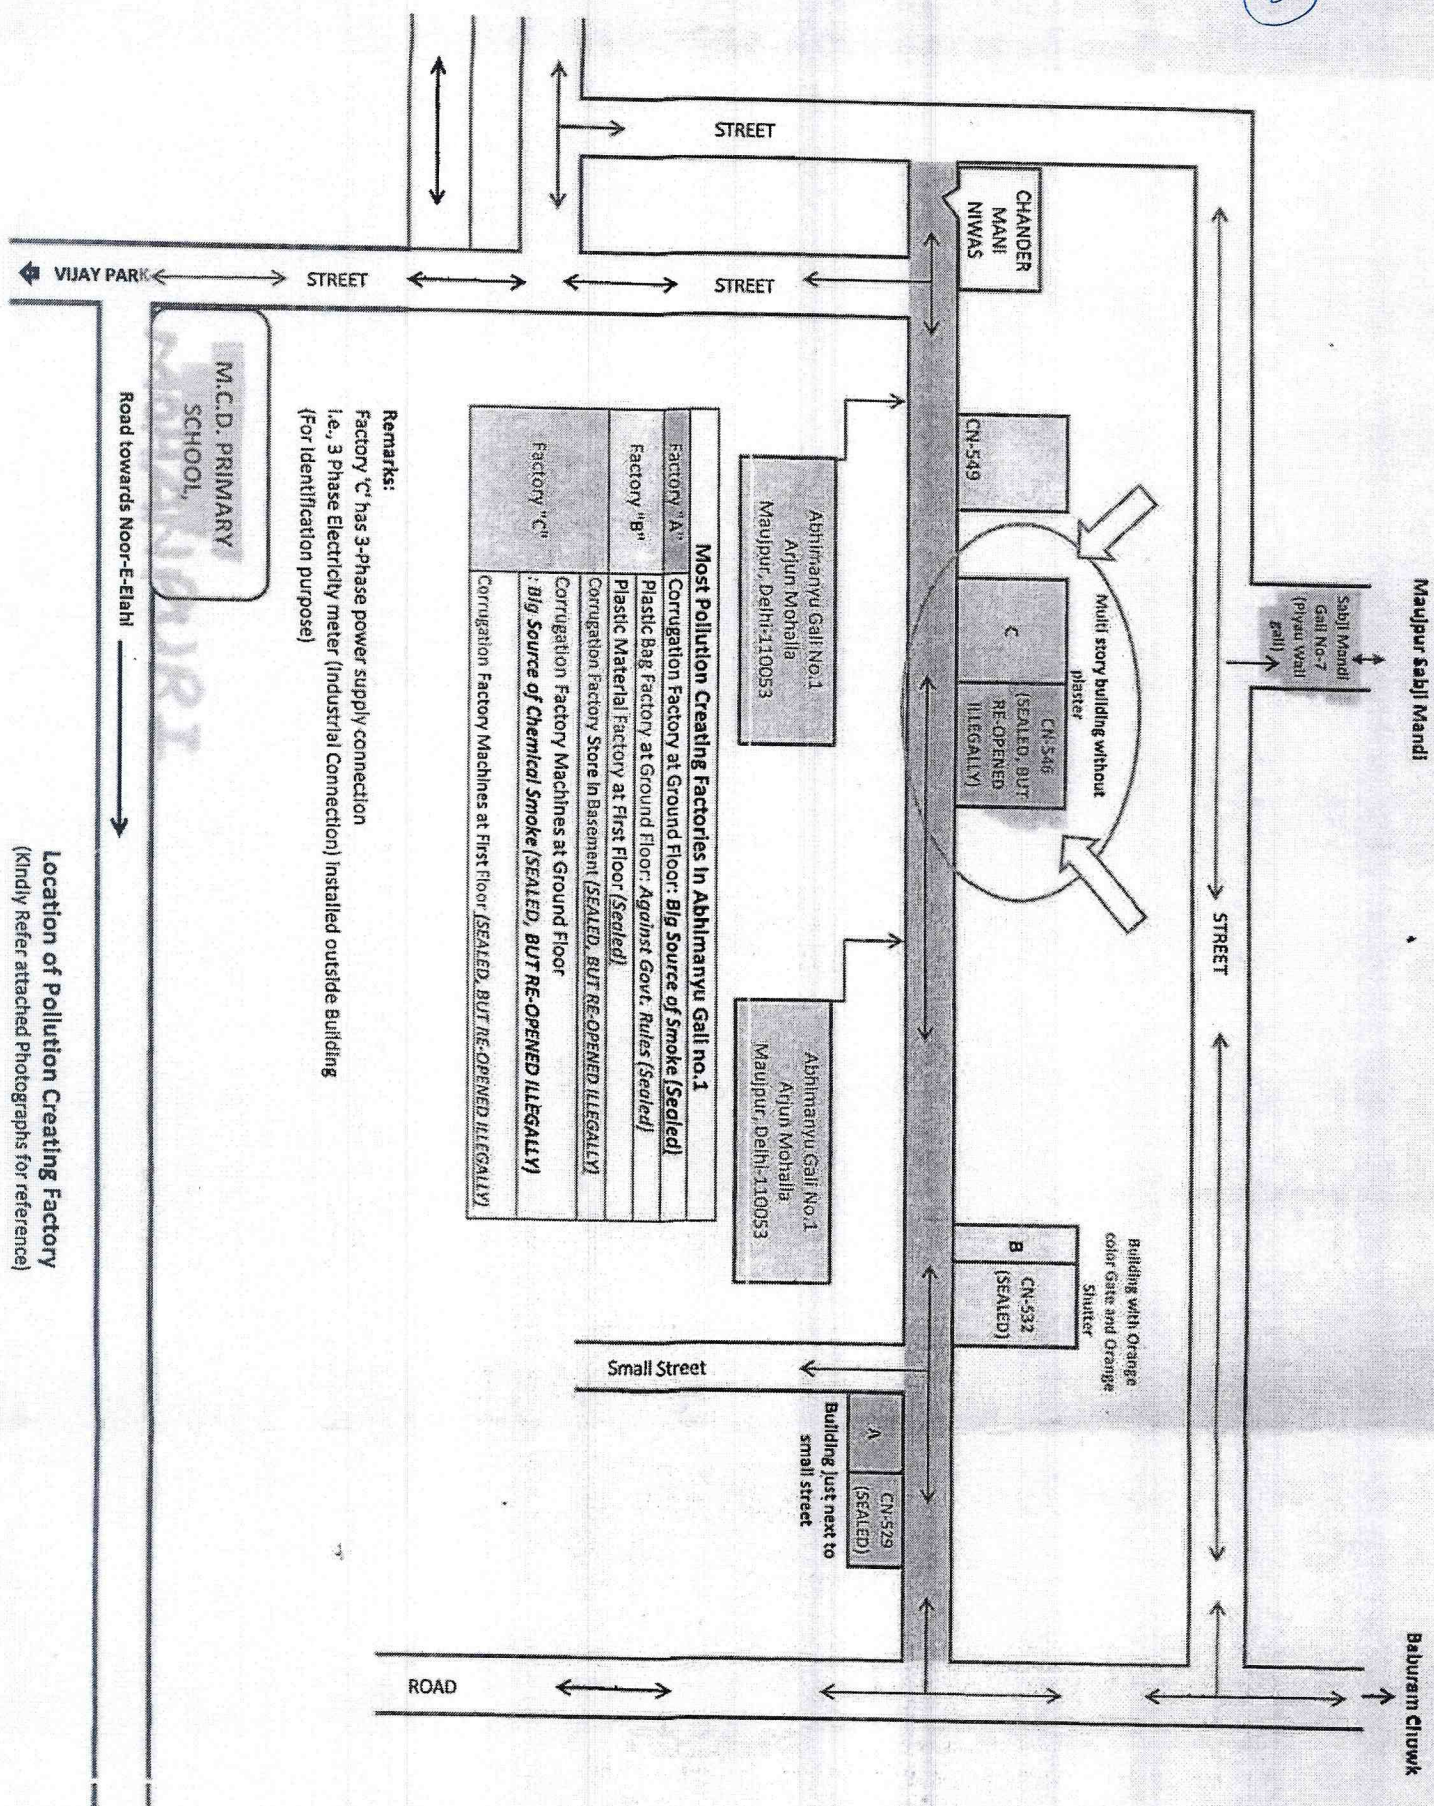 Maujpur Sabji Mandi
Baburam Chuwk
Sabji Mandi
Gali No-7
(Piyau Wali
gali)
STREET
STREET
CHANDER
MANI
NIWAS
CN-549
Multi story building without
plaster
C
CN-546
(SEALED, BUT
RE-OPENED
ILLEGALLY)
Building with Orange
color Gate and Orange
Shutter
B
CN-532
(SEALED)
Abhimanyu Gali No.1
Arjun Mohalla
Maujpur, Delhi-110053
Abhimanyu Gali No.1
Arjun Mohalla
Maujpur, Delhi-110053
A
CN-529
(SEALED)
Building just next to
small street
Small Street
STREET
Most Pollution Creating Factories In Abhimanyu Gali no.1
Factory "A"
Corrugation Factory at Ground Floor: Big Source of Smoke (Sealed)
Factory "B"
Plastic Bag Factory at Ground Floor: Against Govt. Rules (Sealed)
Plastic Material Factory at First Floor (Sealed)
Factory "C"
Corrugation Factory Store in Basement (SEALED, BUT RE-OPENED ILLEGALLY)
Corrugation Factory Machines at Ground Floor
: Big Source of Chemical Smoke (SEALED, BUT RE-OPENED ILLEGALLY)
Corrugation Factory Machines at First Floor (SEALED, BUT RE-OPENED ILLEGALLY)
ROAD
Remarks:
Factory 'C' has 3-Phase power supply connection
i.e., 3 Phase Electricity meter (Industrial Connection) installed outside Building
(For identification purpose)
STREET
VIJAY PARK
M.C.D. PRIMARY
SCHOOL,
Road towards Noor-E-Elahi
Location of Pollution Creating Factory
(Kindly Refer attached Photographs for reference)